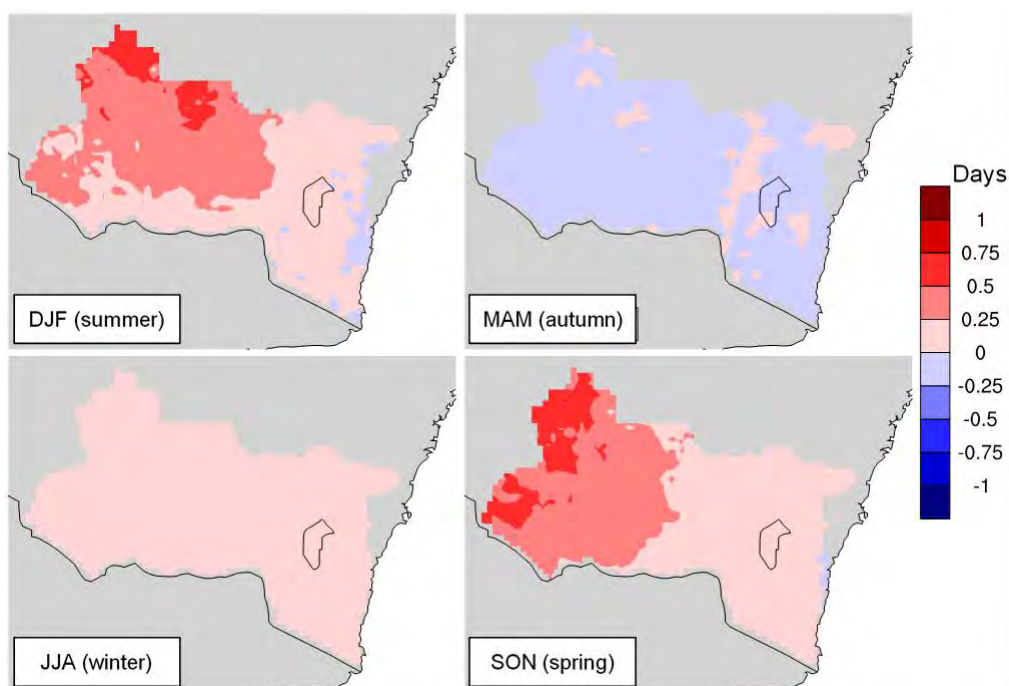 DJF (summer)
MAM (autumn)
JJA (winter)
SON (spring)
Days
1
0.75
0.5
0.25
0
-0.25
-0.5
-0.75
-1